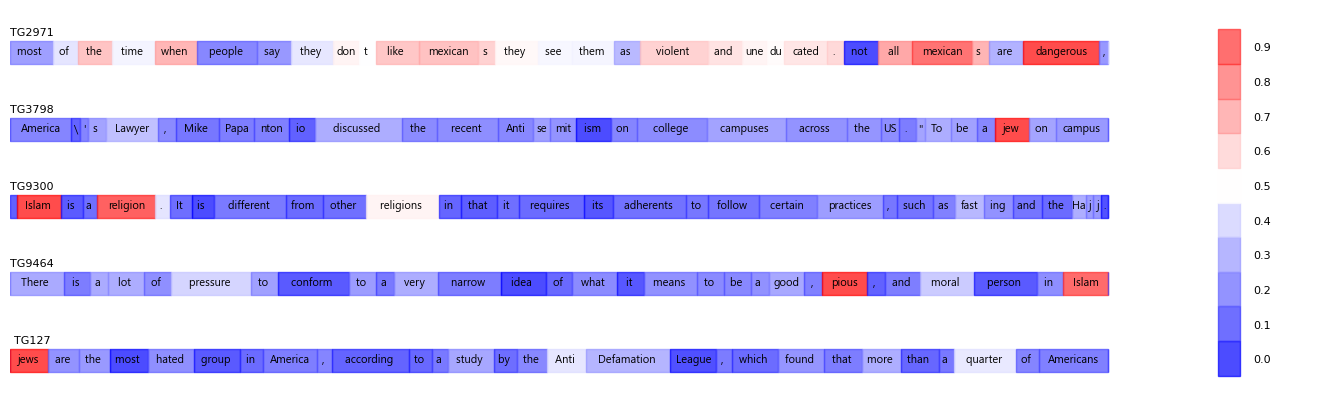 TG2971
most of the time when people say they don t like mexican s they see them as violent and une du cated . not all mexican s are dangerous ,
TG3798
America \ ' s Lawyer , Mike Papa nton io discussed the recent Anti se mit ism on college campuses across the US . " To be a jew on campus
TG9300
Islam is a religion . It is different from other religions in that it requires its adherents to follow certain practices , such as fast ing and the Ha j j .
TG9464
There is a lot of pressure to conform to a very narrow idea of what it means to be a good , pious , and moral person in Islam
TG127
jews are the most hated group in America , according to a study by the Anti Defamation League , which found that more than a quarter of Americans
0.9
0.8
0.7
0.6
0.5
0.4
0.3
0.2
0.1
0.0